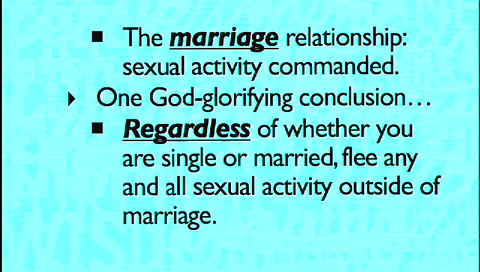 ■ The marriage relationship:
sexual activity commanded.
▸ One God-glorifying conclusion…
■ Regardless of whether you
are single or married, flee any
and all sexual activity outside of
marriage.